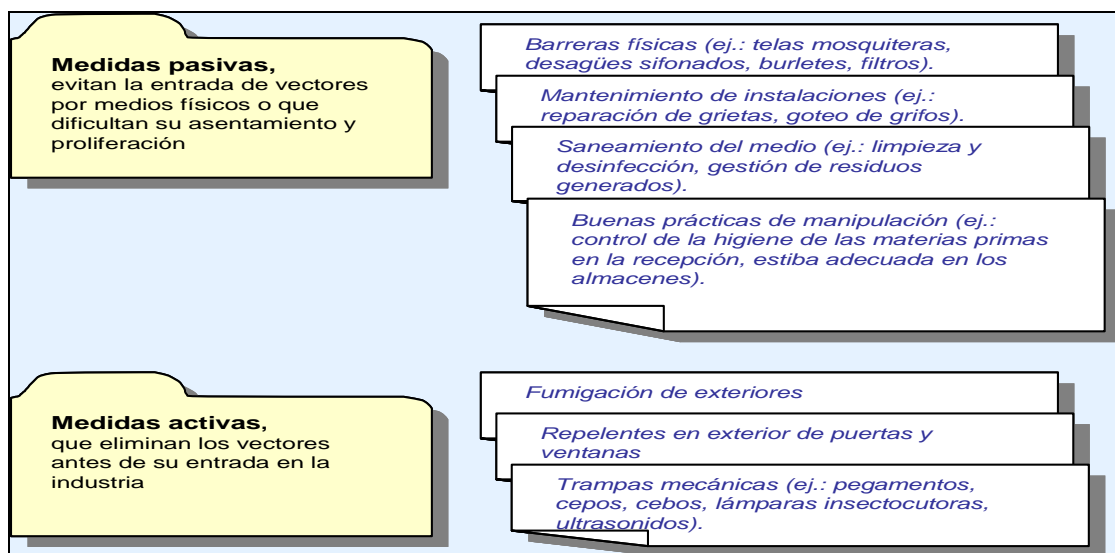 Medidas pasivas,
evitan la entrada de vectores
por medios físicos o que
dificultan su asentamiento y
proliferación
Barreras físicas (ej.: telas mosquiteras,
desagües sifonados, burletes, filtros).
Mantenimiento de instalaciones (ej.:
reparación de grietas, goteo de grifos).
Saneamiento del medio (ej.: limpieza y
desinfección, gestión de residuos
generados).
Buenas prácticas de manipulación (ej.:
control de la higiene de las materias primas
en la recepción, estiba adecuada en los
almacenes).
Medidas activas,
que eliminan los vectores
antes de su entrada en la
industria
Fumigación de exteriores
Repelentes en exterior de puertas y
ventanas
Trampas mecánicas (ej.: pegamentos,
cepos, cebos, lámparas insectocutoras,
ultrasonidos).